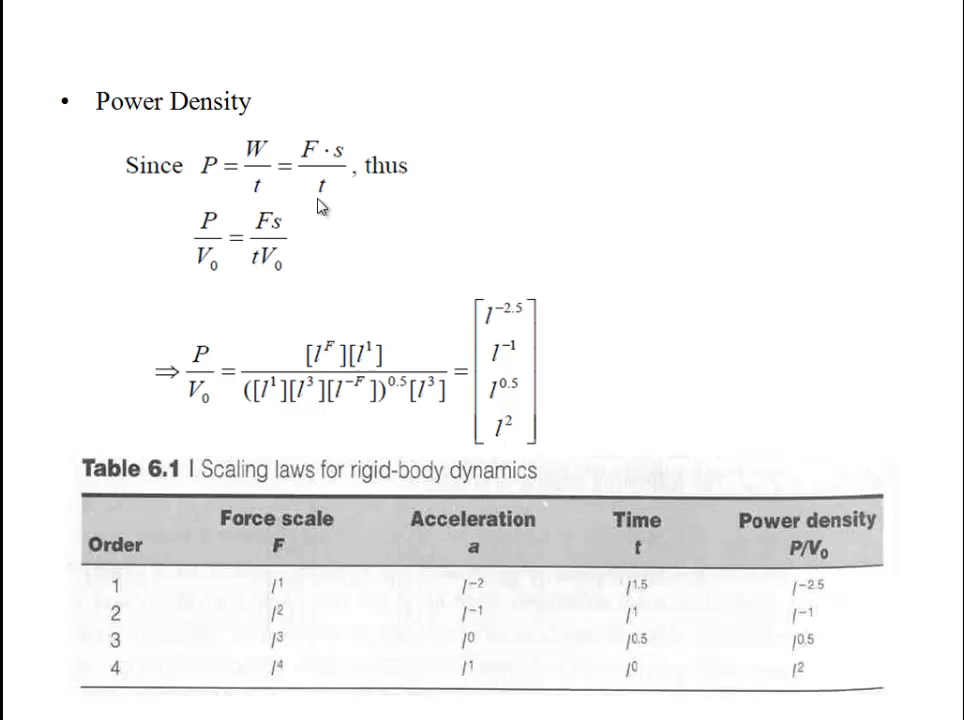 • Power Density
Since P = W/t = F · s/t , thus
P/V₀ = Fs/tV₀
⇒ P/V₀ = [l^F][l^1]/([l^1][l^3][l^−F])^0.5[l^3] = [l^−2.5 l^−1 l^0.5 l^2]
Table 6.1 | Scaling laws for rigid-body dynamics
Order Force scale F Acceleration a Time t Power density P/V₀
1 l^1 l^−2 l^1.5 l^−2.5
2 l^2 l^−1 l^1 l^−1
3 l^3 l^0 l^0.5 l^0.5
4 l^4 l^1 l^0 l^2